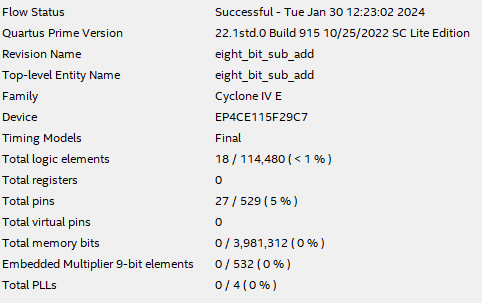 Flow Status Successful - Tue Jan 30 12:23:02 2024
Quartus Prime Version 22.1std.0 Build 915 10/25/2022 SC Lite Edition
Revision Name eight_bit_sub_add
Top-level Entity Name eight_bit_sub_add
Family Cyclone IV E
Device EP4CE115F29C7
Timing Models Final
Total logic elements 18 / 114,480 ( < 1 % )
Total registers 0
Total pins 27 / 529 ( 5 % )
Total virtual pins 0
Total memory bits 0 / 3,981,312 ( 0 % )
Embedded Multiplier 9-bit elements 0 / 532 ( 0 % )
Total PLLs 0 / 4 ( 0 % )